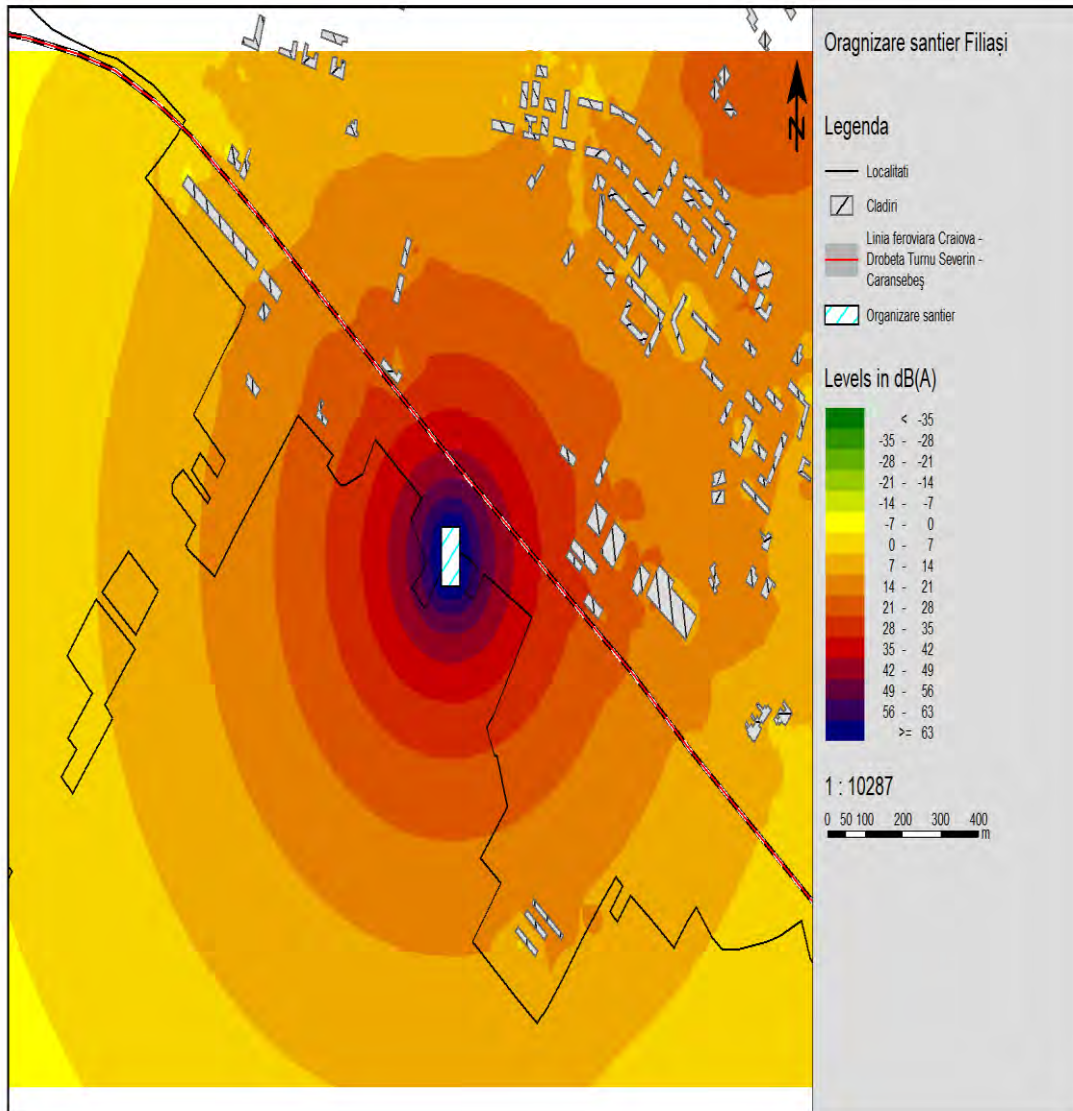 Oragnizare santier Filiași
N
Legenda
Localitati
Cladiri
Linia feroviara Craiova -
Drobeta Turnu Severin -
Caransebeş
Organizare santier
Levels in dB(A)
< -35
-35 - -28
-28 - -21
-21 - -14
-14 - -7
-7 - 0
0 - 7
7 - 14
14 - 21
21 - 28
28 - 35
35 - 42
42 - 49
49 - 56
56 - 63
>= 63
1 : 10287
0 50 100 200 300 400
m